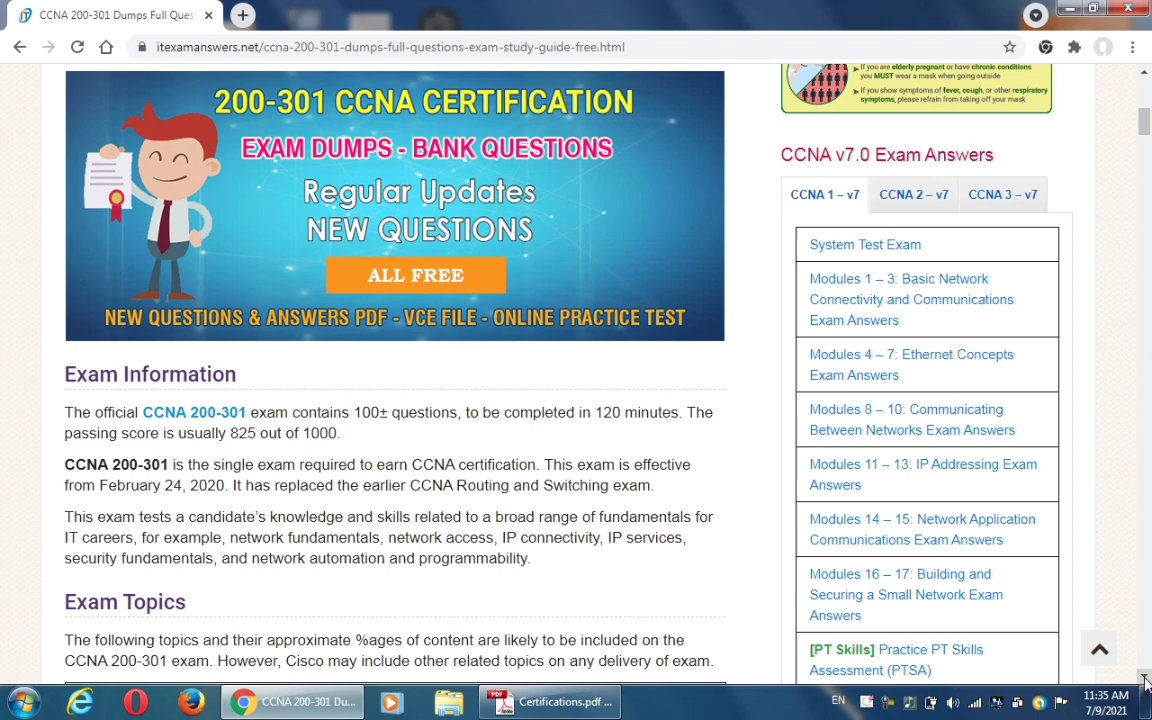 CCNA 200-301 Dumps Full Ques
itexamanswers.net/ccna-200-301-dumps-full-questions-exam-study-guide-free.html
200-301 CCNA CERTIFICATION
EXAM DUMPS - BANK QUESTIONS
Regular Updates
NEW QUESTIONS
ALL FREE
NEW QUESTIONS & ANSWERS PDF - VCE FILE - ONLINE PRACTICE TEST
Exam Information
The official CCNA 200-301 exam contains 100± questions, to be completed in 120 minutes. The
passing score is usually 825 out of 1000.
CCNA 200-301 is the single exam required to earn CCNA certification. This exam is effective
from February 24, 2020. It has replaced the earlier CCNA Routing and Switching exam.
This exam tests a candidate's knowledge and skills related to a broad range of fundamentals for
IT careers, for example, network fundamentals, network access, IP connectivity, IP services,
security fundamentals, and network automation and programmability.
Exam Topics
The following topics and their approximate %ages of content are likely to be included on the
CCNA 200-301 exam. However, Cisco may include other related topics on any delivery of exam.
If you are elderly pregnant or have chronic conditions
you MUST wear a mask when going outside
If you show symptoms of fever, cough, or other respiratory
symptoms, please refrain from taking off your mask
CCNA v7.0 Exam Answers
CCNA 1 – v7 CCNA 2 – v7 CCNA 3 – v7
System Test Exam
Modules 1 – 3: Basic Network
Connectivity and Communications
Exam Answers
Modules 4 – 7: Ethernet Concepts
Exam Answers
Modules 8 – 10: Communicating
Between Networks Exam Answers
Modules 11 – 13: IP Addressing Exam
Answers
Modules 14 – 15: Network Application
Communications Exam Answers
Modules 16 – 17: Building and
Securing a Small Network Exam
Answers
[PT Skills] Practice PT Skills
Assessment (PTSA)
CCNA 200-301 Du...
PDF
Certifications.pdf ...
EN
11:35 AM
7/9/2021